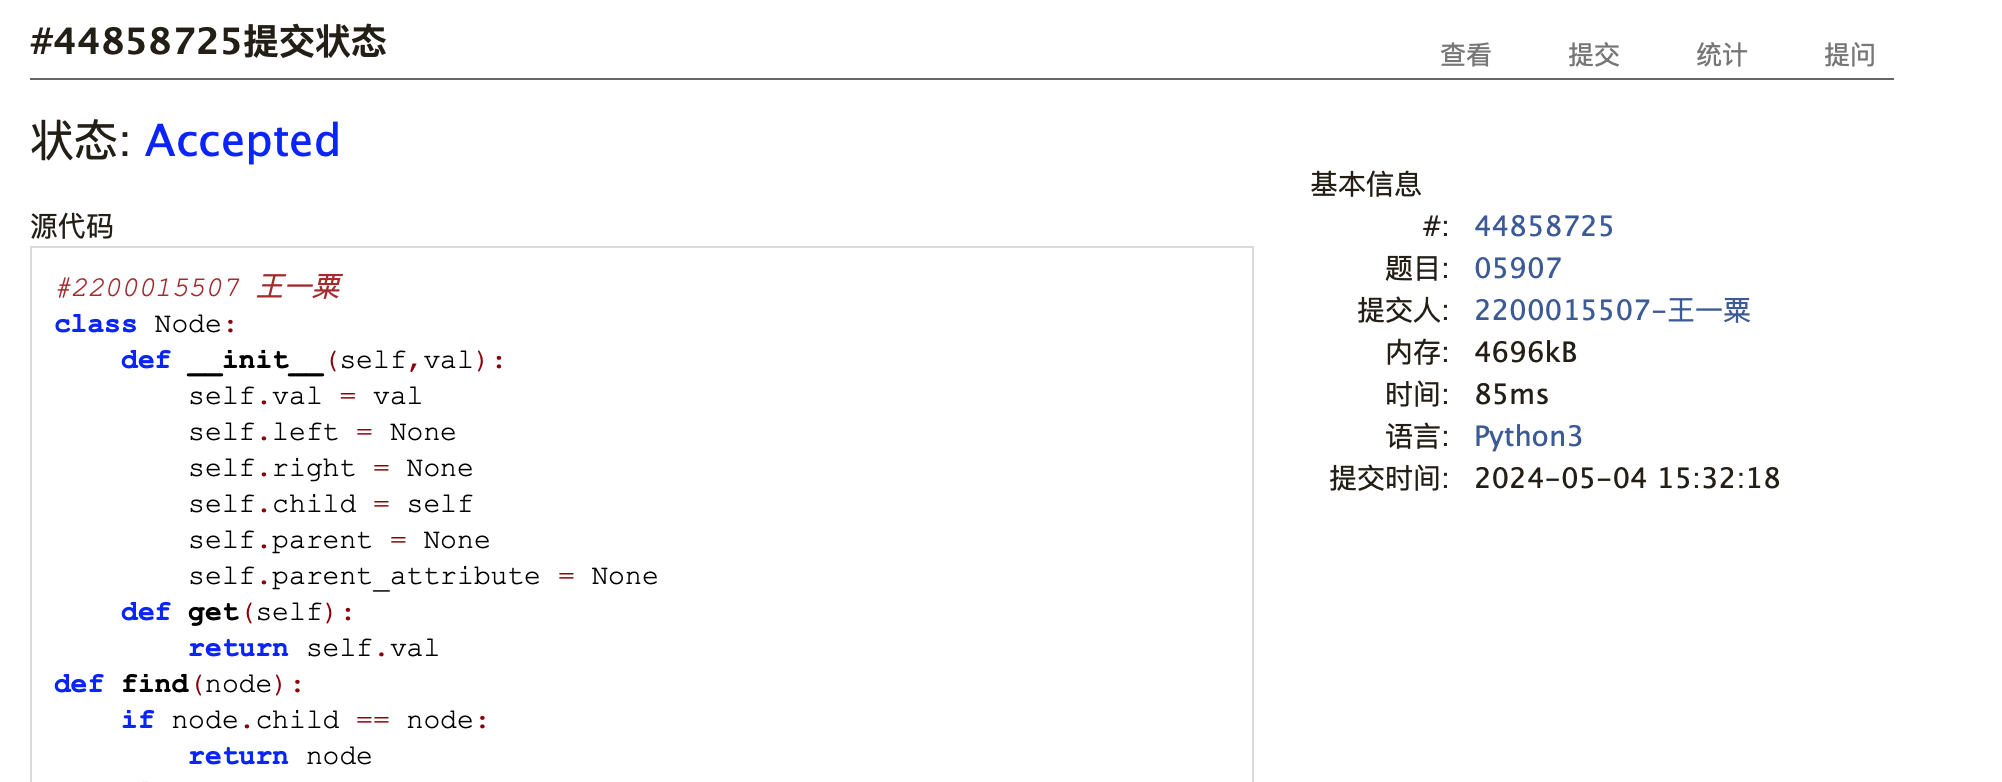 #44858725提交状态
查看 提交 统计 提问
状态: Accepted
源代码
#2200015507 王一粟
class Node:
    def __init__(self,val):
        self.val = val
        self.left = None
        self.right = None
        self.child = self
        self.parent = None
        self.parent_attribute = None
    def get(self):
        return self.val
def find(node):
    if node.child == node:
        return node
基本信息
#: 44858725
题目: 05907
提交人: 2200015507-王一粟
内存: 4696kB
时间: 85ms
语言: Python3
提交时间: 2024-05-04 15:32:18